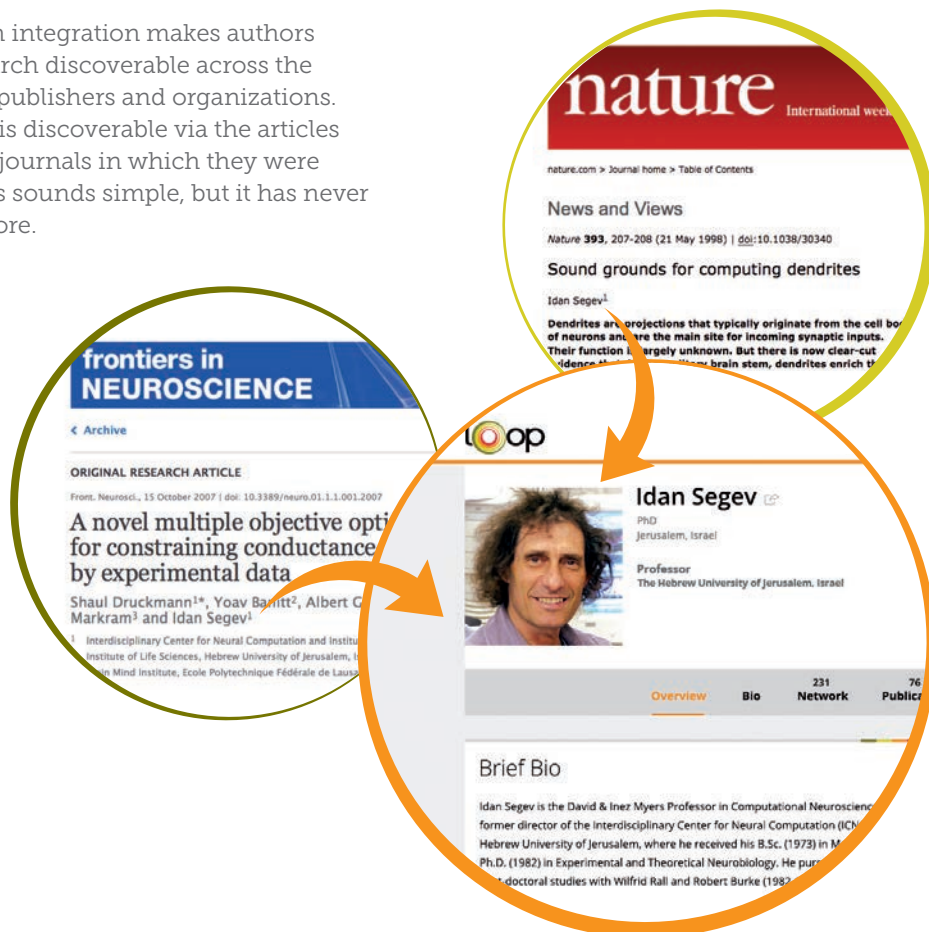 n integration makes authors
arch discoverable across the
publishers and organizations.
is discoverable via the articles
journals in which they were
s sounds simple, but it has never
ore.
nature International wee
nature.com > Journal home > Table of Contents
News and Views
Nature 393, 207-208 (21 May 1998) | doi:10.1038/30340
Sound grounds for computing dendrites
Idan Segev1
Dendrites are projections that typically originate from the cell bo
of neurons and are the main site for incoming synaptic inputs.
Their function is largely unknown. But there is now clear-cut
brain stem, dendrites enrich th
frontiers in
NEUROSCIENCE
< Archive
ORIGINAL RESEARCH ARTICLE
Front. Neurosci., 15 October 2007 | doi: 10.3389/neuro.01.1.1.001.2007
A novel multiple objective opti
for constraining conductance
by experimental data
Shaul Druckmann1*, Yoav Banitt2, Albert G
Markram3 and Idan Segev1
1 Interdisciplinary Center for Neural Computation and Institu
Institute of Life Sciences, Hebrew University of Jerusalem, Is
Mind Institute, Ecole Polytechnique Fédérale de Lausa
loop
Idan Segev
PhD
Jerusalem, Israel
Professor
The Hebrew University of Jerusalem, Israel
Overview Bio 231 Network 76 Publica
Brief Bio
Idan Segev is the David & Inez Myers Professor in Computational Neuroscienc
former director of the Interdisciplinary Center for Neural Computation (ICN
Hebrew University of Jerusalem, where he received his B.Sc. (1973) in M
Ph.D. (1982) in Experimental and Theoretical Neurobiology. He pur
doctoral studies with Wilfrid Rall and Robert Burke (1982